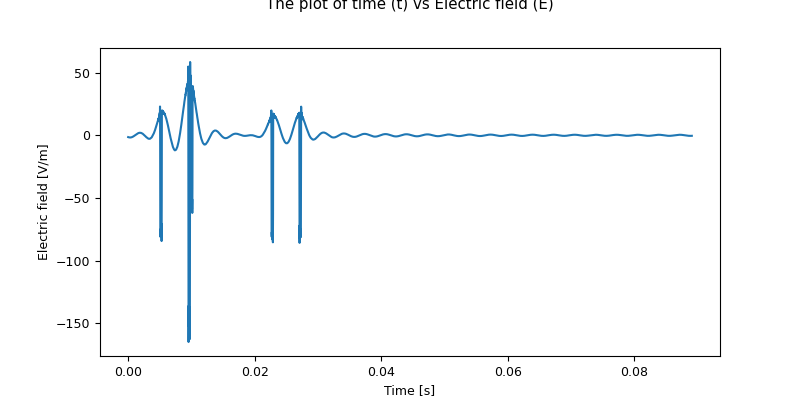 The plot of time (t) vs Electric field (E)
50
0
−50
−100
−150
Electric field [V/m]
0.00 0.02 0.04 0.06 0.08
Time [s]